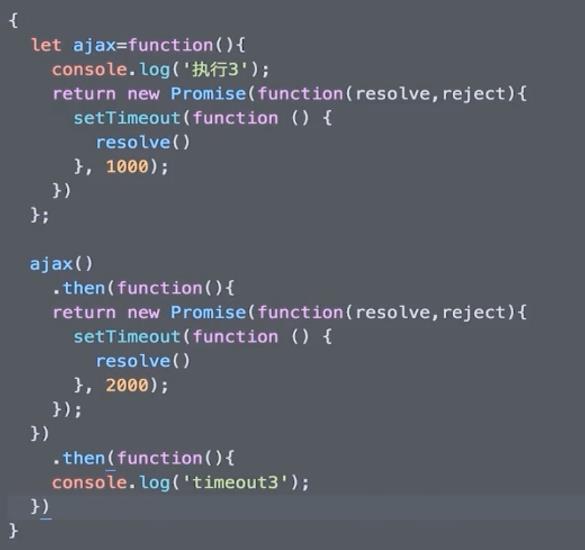 {
  let ajax=function(){
    console.log('执行3');
    return new Promise(function(resolve,reject){
      setTimeout(function () {
        resolve()
      }, 1000);
    })
  };

  ajax()
    .then(function(){
    return new Promise(function(resolve,reject){
      setTimeout(function () {
        resolve()
      }, 2000);
    });
  })
    .then(function(){
    console.log('timeout3');
  })
}